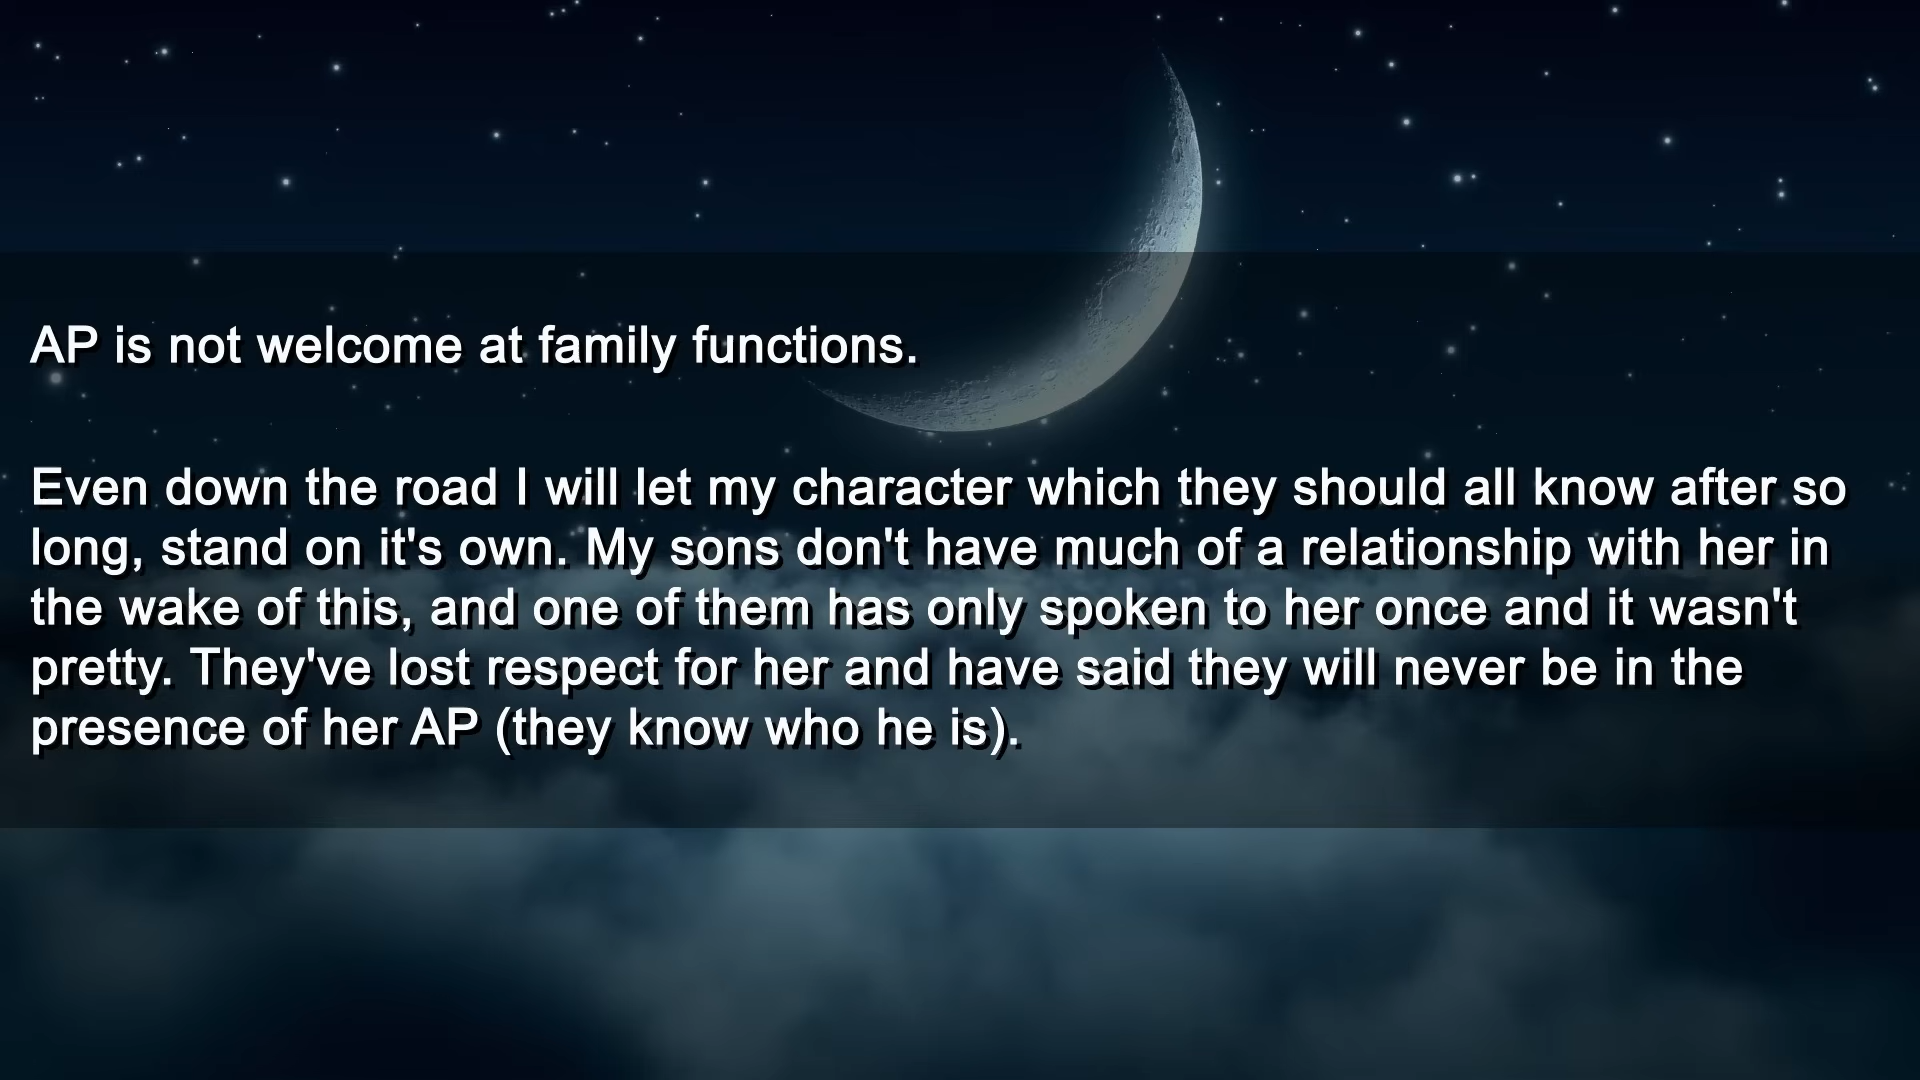 AP is not welcome at family functions.
Even down the road I will let my character which they should all know after so
long, stand on it's own. My sons don't have much of a relationship with her in
the wake of this, and one of them has only spoken to her once and it wasn't
pretty. They've lost respect for her and have said they will never be in the
presence of her AP (they know who he is).